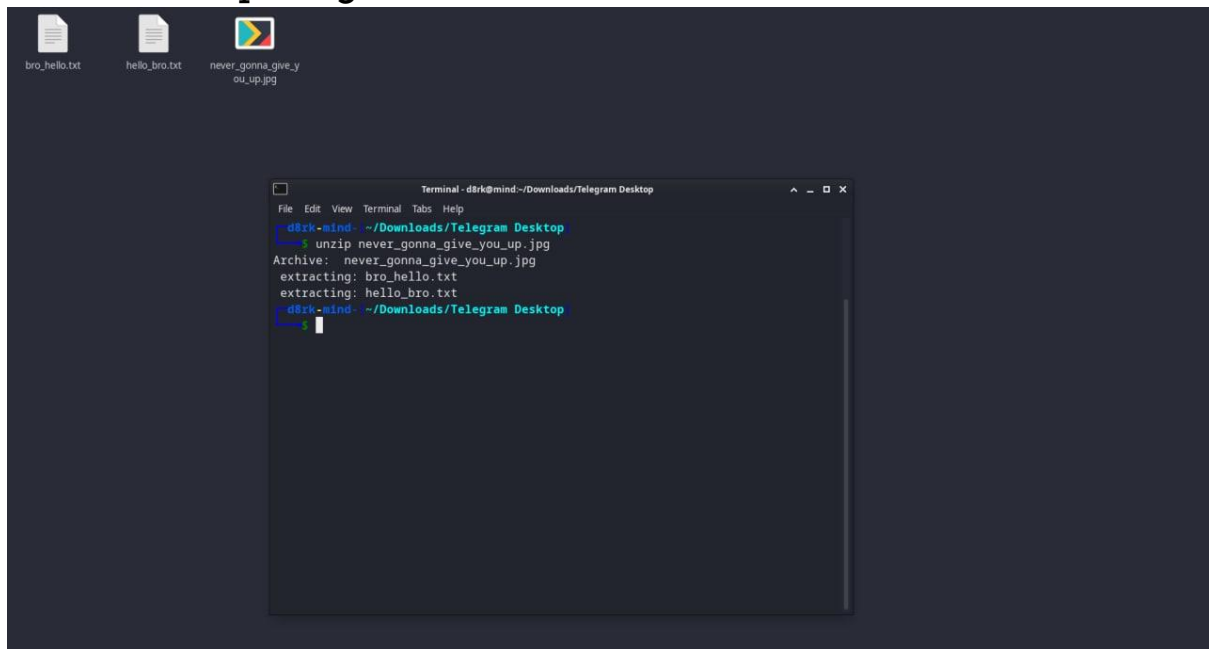 bro_hello.txt
hello_bro.txt
never_gonna_give_y
ou_up.jpg
Terminal - d8rk@mind:~/Downloads/Telegram Desktop
File Edit View Terminal Tabs Help
d8rk-mind- ~/Downloads/Telegram Desktop
$ unzip never_gonna_give_you_up.jpg
Archive: never_gonna_give_you_up.jpg
extracting: bro_hello.txt
extracting: hello_bro.txt
d8rk-mind- ~/Downloads/Telegram Desktop
$